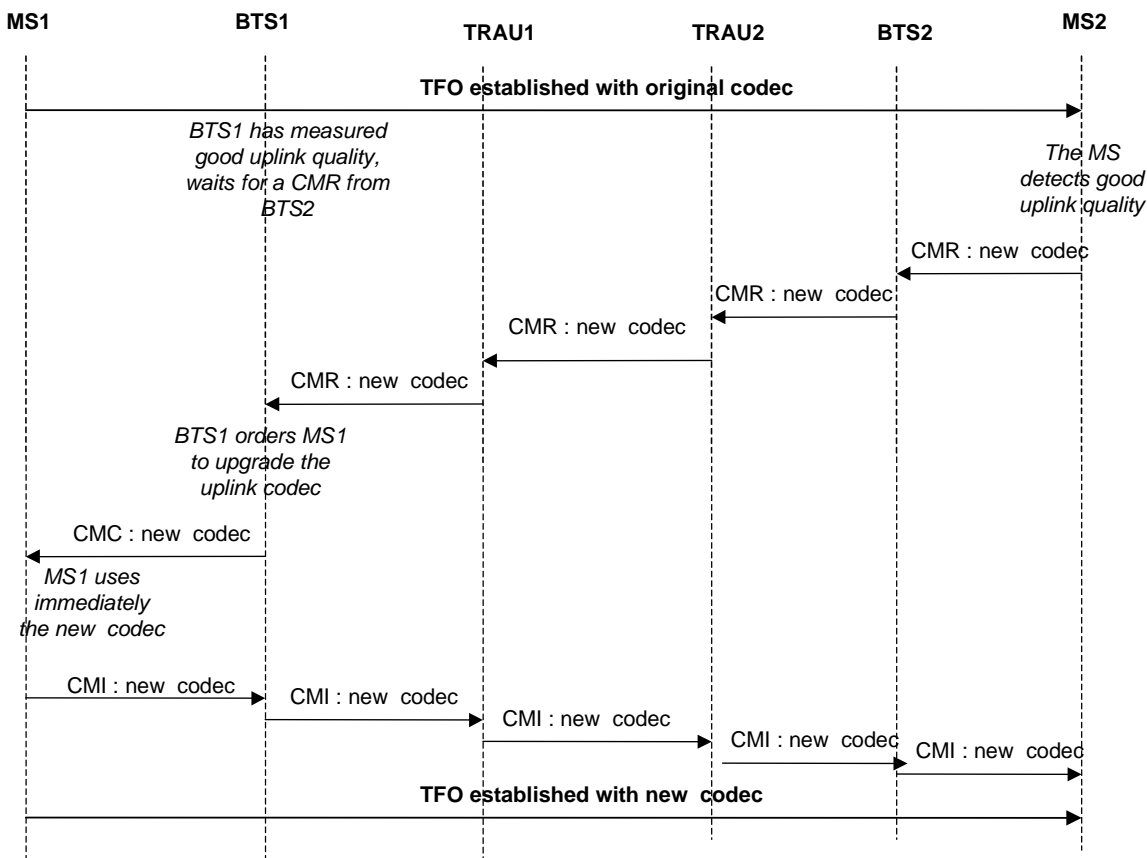 MS1
BTS1
TRAU1
TRAU2
BTS2
MS2
TFO established with original codec
BTS1 has measured
good uplink quality,
waits for a CMR from
BTS2
The MS
detects good
uplink quality
CMR : new codec
CMR : new codec
CMR : new codec
CMR : new codec
BTS1 orders MS1
to upgrade the
uplink codec
CMC : new codec
MS1 uses
immediately
the new codec
CMI : new codec
CMI : new codec
CMI : new codec
CMI : new codec
CMI : new codec
TFO established with new codec